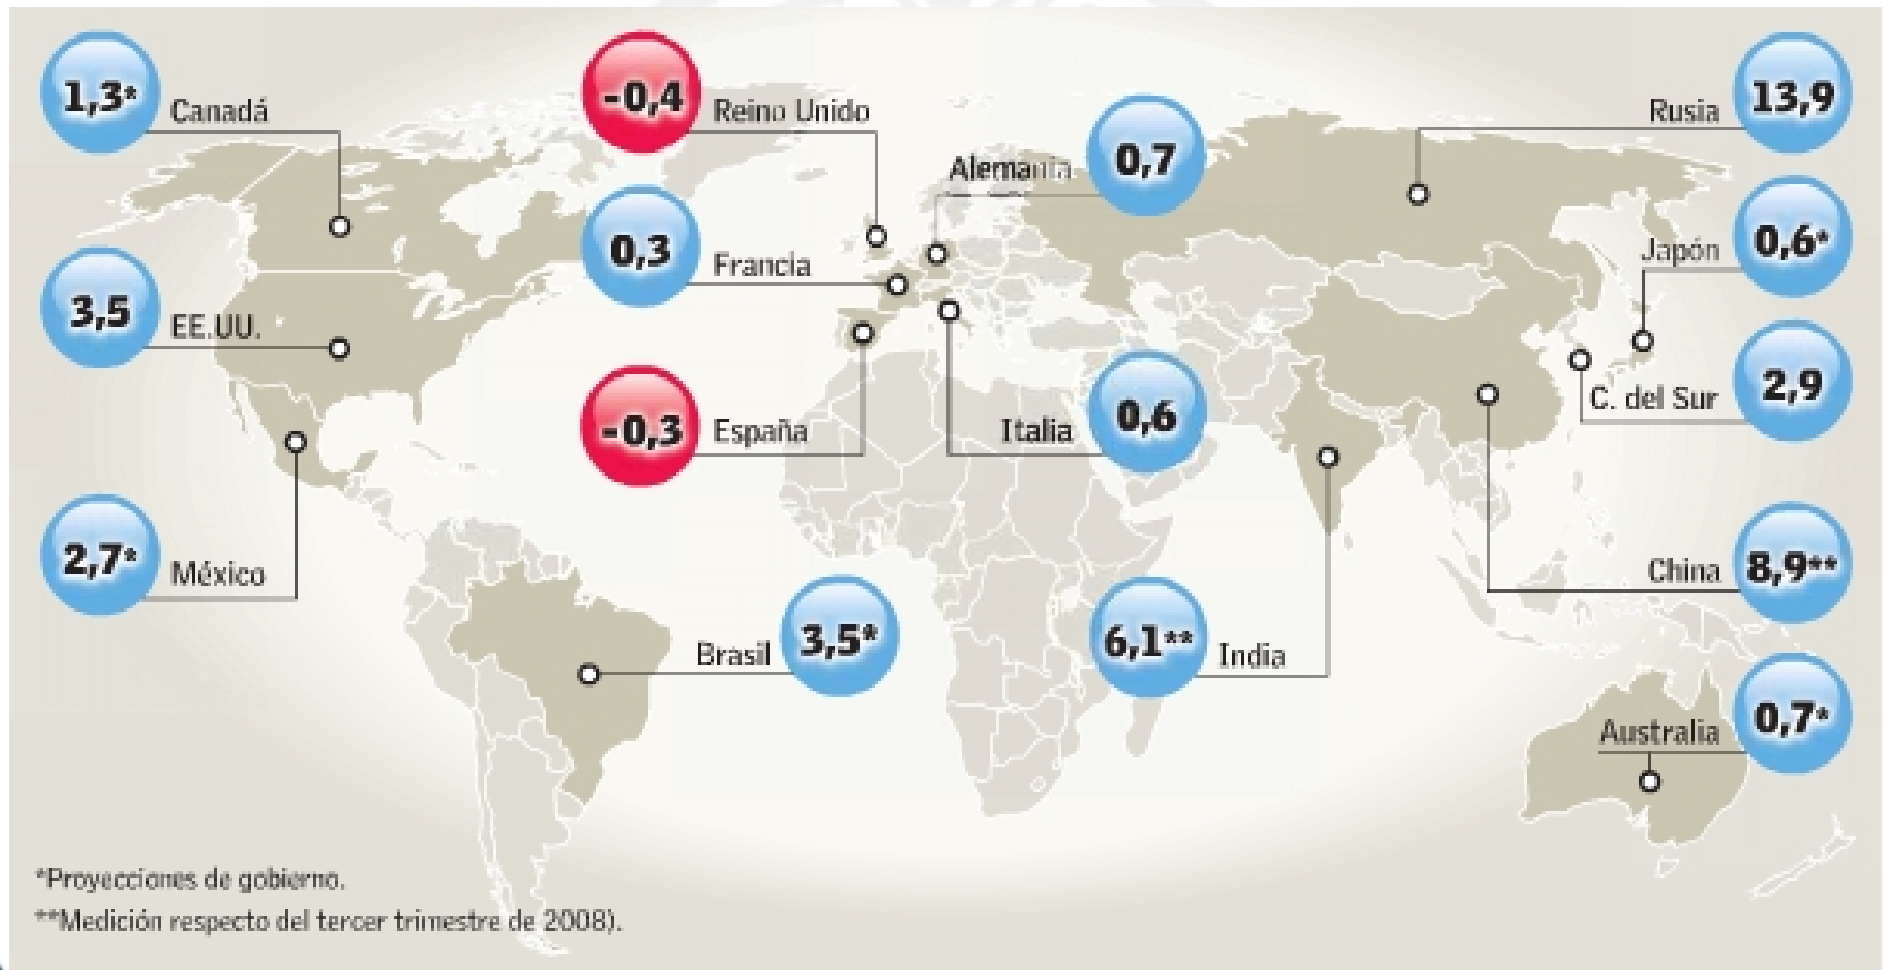 1,3*
Canadá
-0,4
Reino Unido
Alemania
0,7
Rusia
13,9
0,3
Francia
Japón
0,6*
3,5
EE.UU.
-0,3
España
Italia
0,6
C. del Sur
2,9
2,7*
México
Brasil
3,5*
6,1**
India
China
8,9**
Australia
0,7*
*Proyecciones de gobierno.
**Medición respecto del tercer trimestre de 2008).